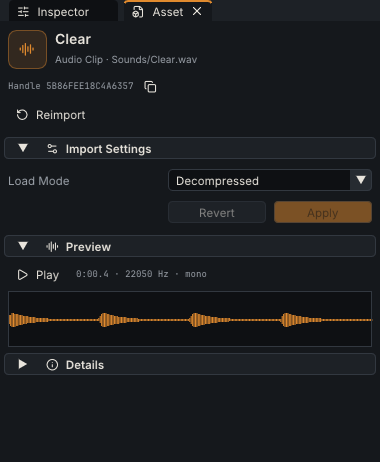 Inspector
Asset
Clear
Audio Clip · Sounds/Clear.wav
Handle 5B86FEE18C4A6357
Reimport
Import Settings
Load Mode
Decompressed
Revert
Apply
Preview
Play
0:00.4 · 22050 Hz · mono
Details